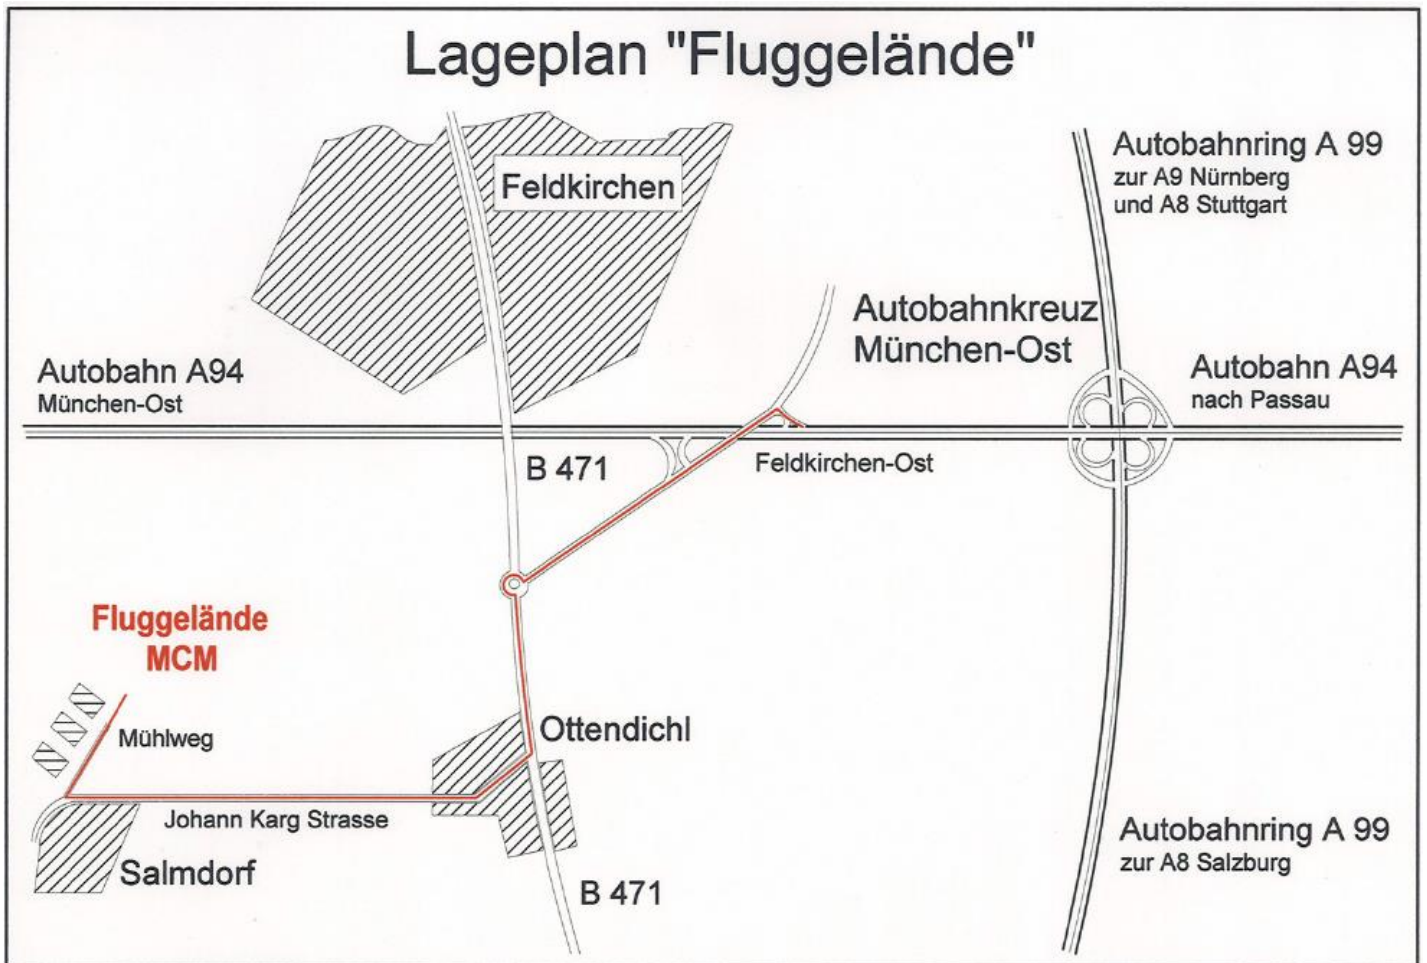 Lageplan "Fluggelände"
Feldkirchen
Autobahnring A 99
zur A9 Nürnberg
und A8 Stuttgart
Autobahnkreuz
München-Ost
Autobahn A94
München-Ost
Autobahn A94
nach Passau
B 471
Feldkirchen-Ost
Fluggelände
MCM
Mühlweg
Ottendichl
Johann Karg Strasse
Salmdorf
B 471
Autobahnring A 99
zur A8 Salzburg